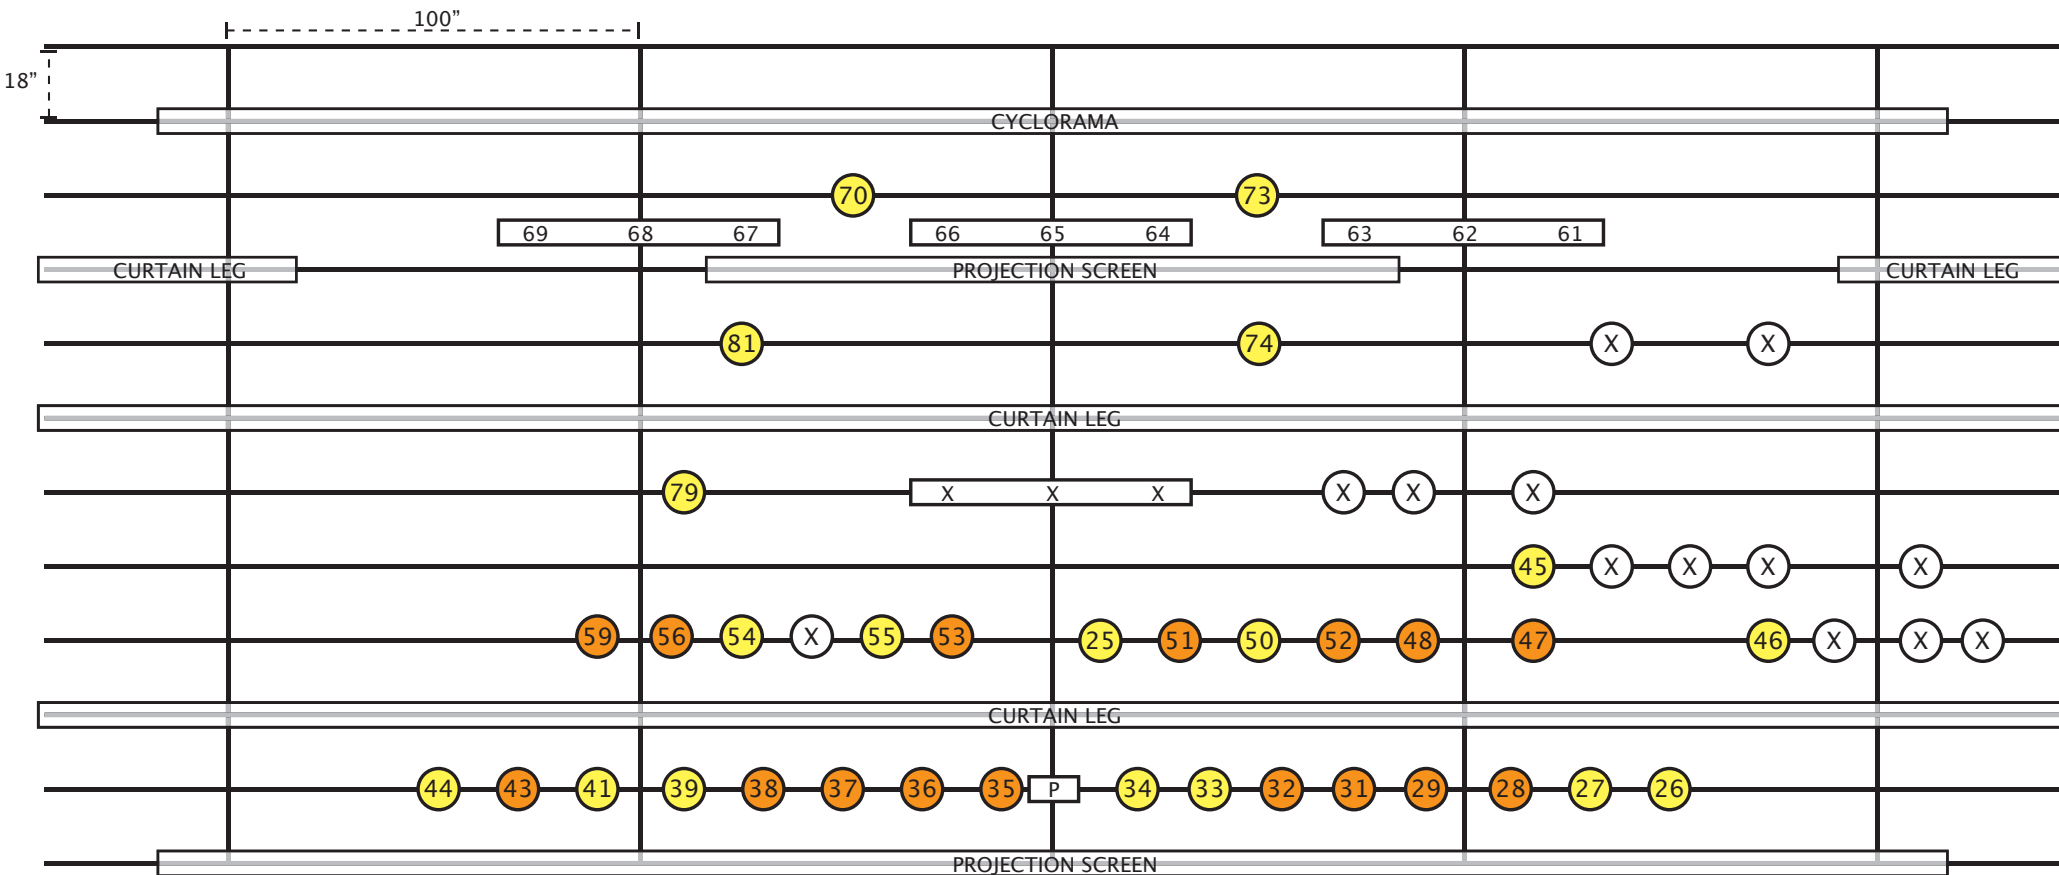 100”
18”
CYCLORAMA
70 73
69 68 67 66 65 64 63 62 61
CURTAIN LEG PROJECTION SCREEN CURTAIN LEG
81 74 X X
CURTAIN LEG
79 X X X X X X
45 X X X X
59 56 54 X 55 53 25 51 50 52 48 47 46 X X X
CURTAIN LEG
44 43 41 39 38 37 36 35 P 34 33 32 31 29 28 27 26
PROJECTION SCREEN